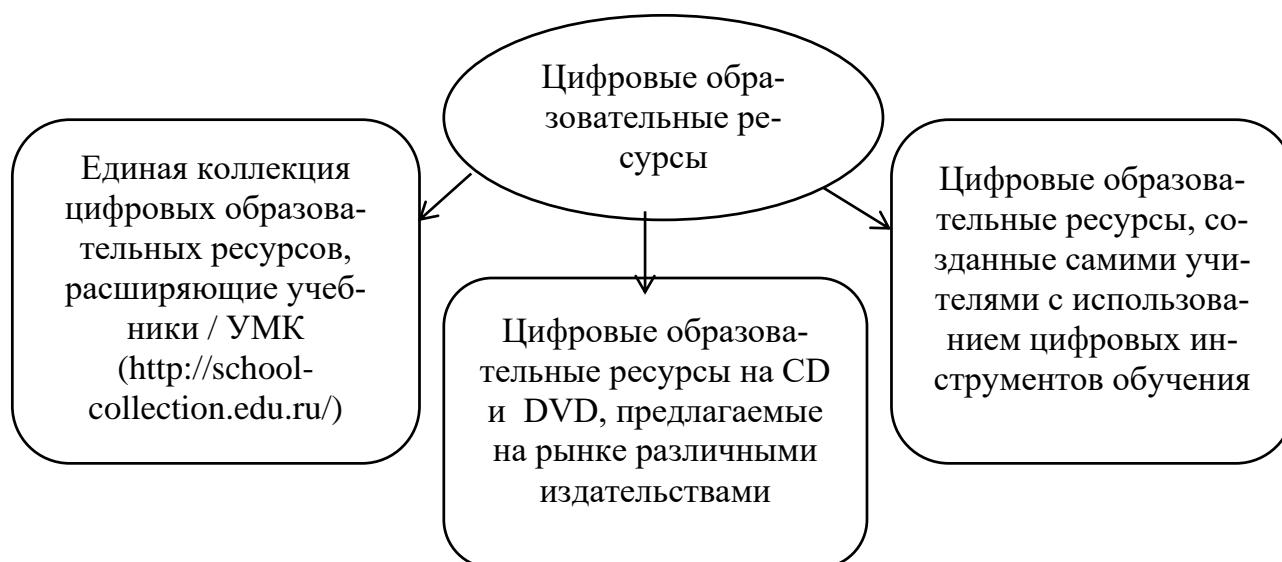 Цифровые обра-
зовательные ре-
сурсы
Единая коллекция
цифровых образова-
тельных ресурсов,
расширяющие учеб-
ники / УМК
(http://school-
collection.edu.ru/)
Цифровые образова-
тельные ресурсы на CD
и DVD, предлагаемые
на рынке различными
издательствами
Цифровые образова-
тельные ресурсы, со-
зданные самими учи-
телями с использова-
нием цифровых ин-
струментов обучения